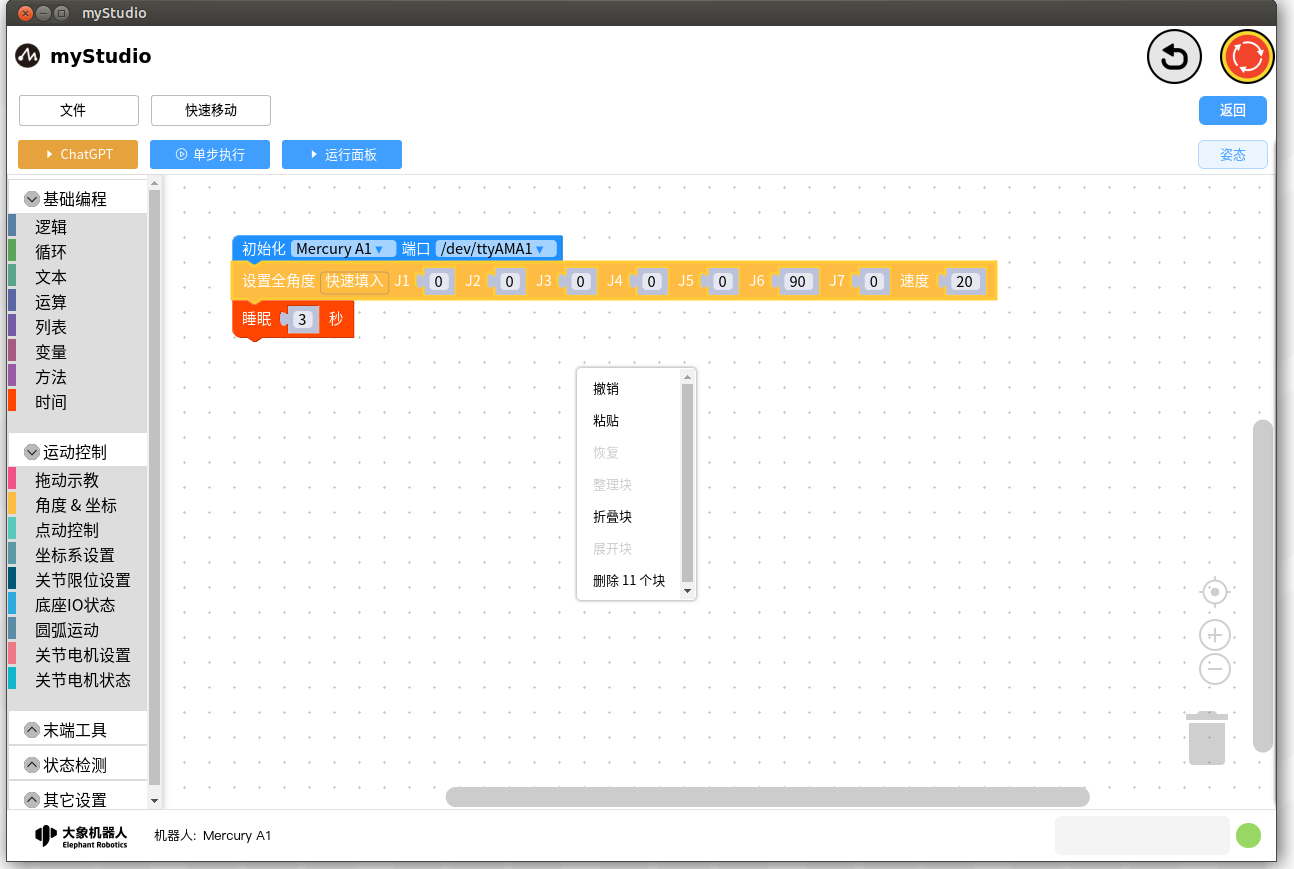 myStudio
myStudio
文件 快速移动 返回
ChatGPT 单步执行 运行面板 姿态
基础编程
逻辑
循环
文本
运算
列表
变量
方法
时间
运动控制
拖动示教
角度 & 坐标
点动控制
坐标系设置
关节限位设置
底座IO状态
圆弧运动
关节电机设置
关节电机状态
末端工具
状态检测
其它设置
初始化 Mercury A1 ▾ 端口 /dev/ttyAMA1 ▾
设置全角度 快速填入 J1 0 J2 0 J3 0 J4 0 J5 0 J6 90 J7 0 速度 20
睡眠 3 秒
撤销
粘贴
恢复
整理块
折叠块
展开块
删除 11 个块
大象机器人
Elephant Robotics
机器人: Mercury A1